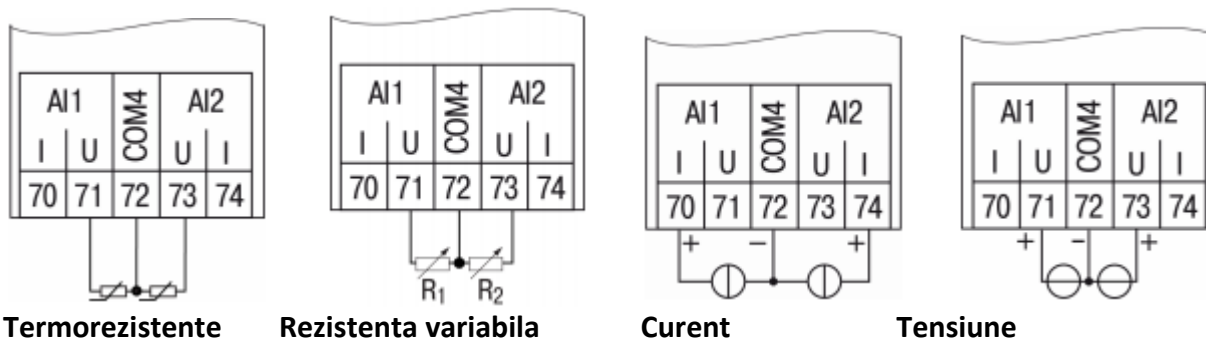 AI1 COM4 AI2
I U U I
70 71 72 73 74
AI1 COM4 AI2
I U U I
70 71 72 73 74
R1 R2
AI1 COM4 AI2
I U U I
70 71 72 73 74
+ − +
AI1 COM4 AI2
I U U I
70 71 72 73 74
+ - +
Termorezistente Rezistenta variabila Curent Tensiune